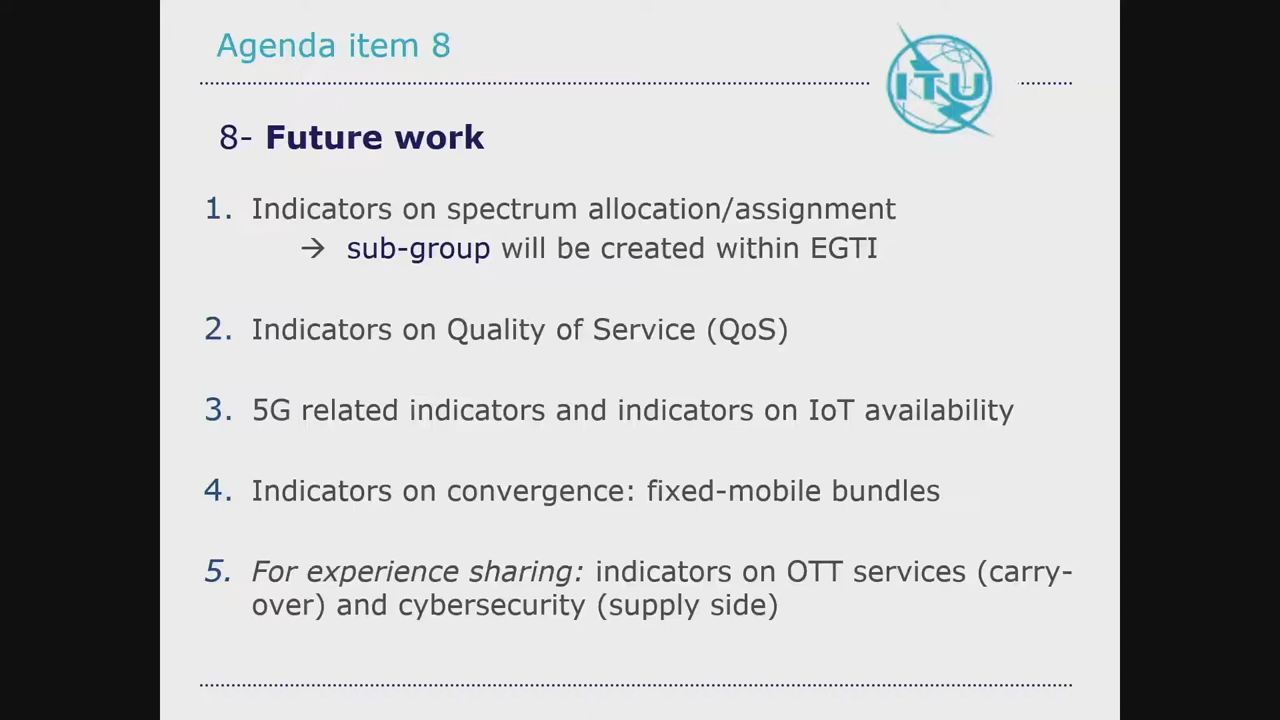 Agenda item 8
ITU
8- Future work
1. Indicators on spectrum allocation/assignment
→ sub-group will be created within EGTI
2. Indicators on Quality of Service (QoS)
3. 5G related indicators and indicators on IoT availability
4. Indicators on convergence: fixed-mobile bundles
5. For experience sharing: indicators on OTT services (carry-
over) and cybersecurity (supply side)